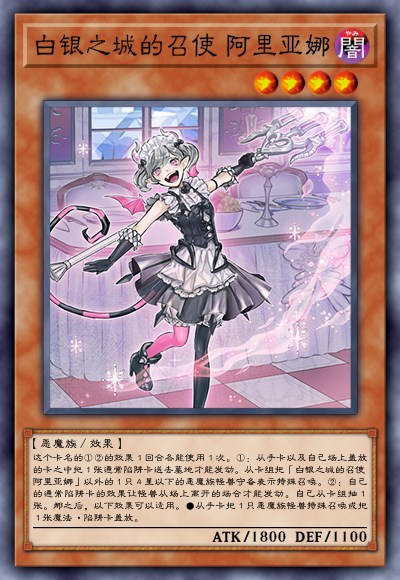 白银之城的召使 阿里亚娜
やみ
闇
【恶魔族／效果】
这个卡名的①②的效果1回合各能使用1次。①：从手卡以及自己场上盖放
的卡之中把1张通常陷阱卡送去墓地才能发动。从卡组把「白银之城的召使
阿里亚娜」以外的1只4星以下的恶魔族怪兽守备表示特殊召唤。②：自己
的通常陷阱卡的效果让怪兽从场上离开的场合才能发动。自己从卡组抽1
张。那之后，以下效果可以适用。●从手卡把1只恶魔族怪兽特殊召唤或把
1张魔法·陷阱卡盖放。
ATK/1800 DEF/1100